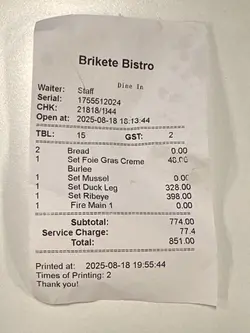 Brikete Bistro
Dine In
Waiter: Staff
Serial: 1755512024
CHK: 21818/1144
Open at: 2025-08-18 18:13:44
TBL: 15 GST: 2
2 Bread 0.00
1 Set Foie Gras Creme Burlee 48.00
1 Set Mussel 0.00
1 Set Duck Leg 328.00
1 Set Ribeye 398.00
1 Fire Main 1 0.00
Subtotal: 774.00
Service Charge: 77.4
Total: 851.00
Printed at: 2025-08-18 19:55:44
Times of Printing: 2
Thank you!